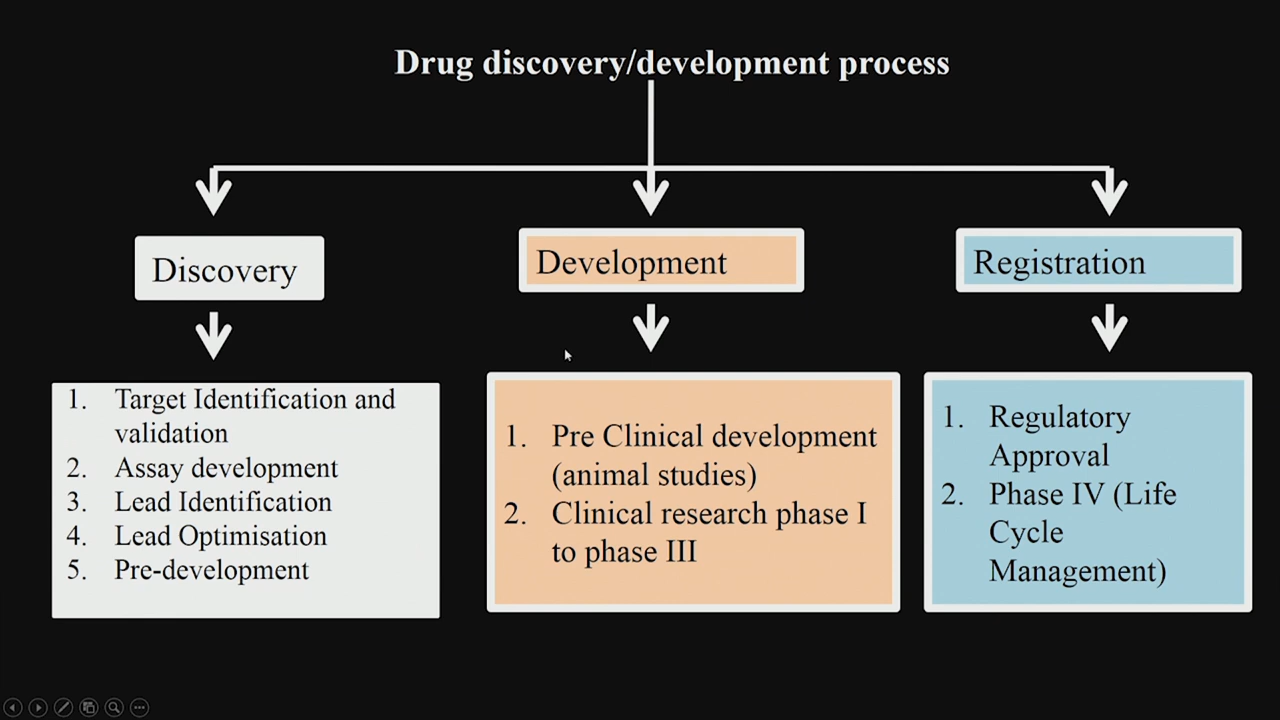 Drug discovery/development process
Discovery
Development
Registration
1. Target Identification and
validation
2. Assay development
3. Lead Identification
4. Lead Optimisation
5. Pre-development
1. Pre Clinical development
(animal studies)
2. Clinical research phase I
to phase III
1. Regulatory
Approval
2. Phase IV (Life
Cycle
Management)